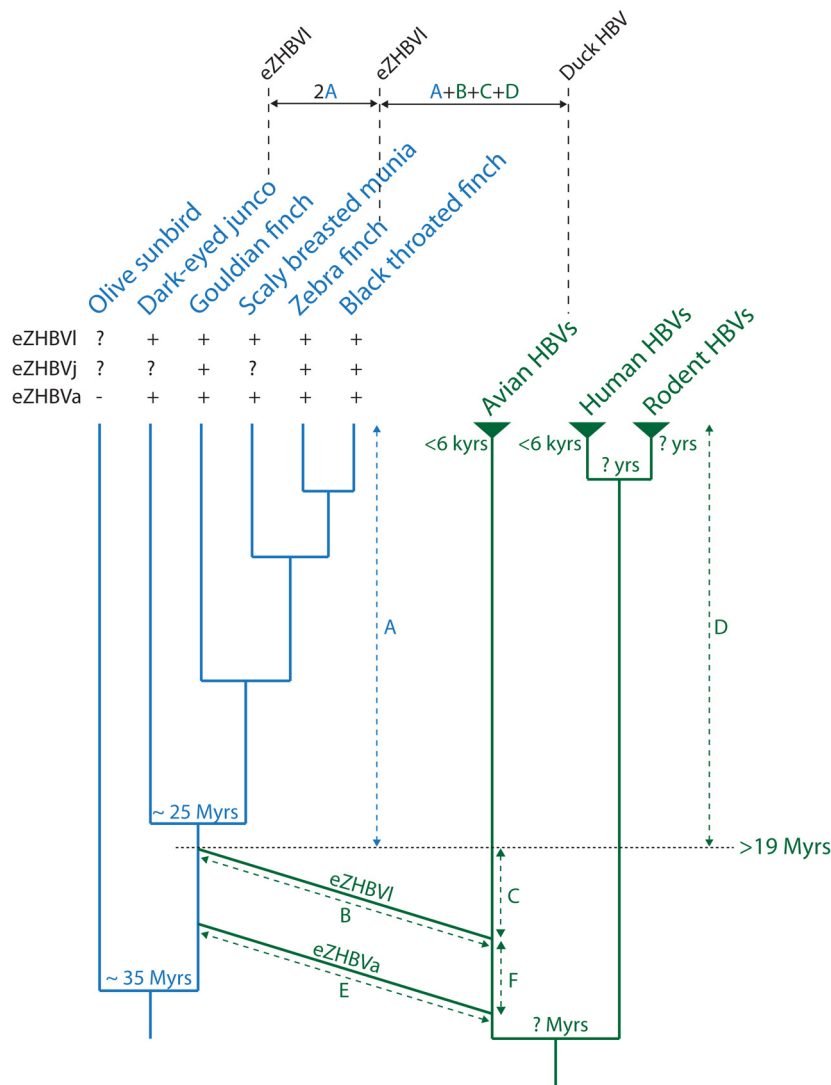 eZHBVl
eZHBVl
Duck HBV
2A
A+B+C+D
Olive sunbird
Dark-eyed junco
Gouldian finch
Scaly breasted munia
Zebra finch
Black throated finch
Avian HBVs
Human HBVs
Rodent HBVs
eZHBVl ? + + + + +
eZHBVj ? ? + ? + +
eZHBVa - + + + + +
<6 kyrs
<6 kyrs
? yrs
? yrs
A
D
~ 25 Myrs
>19 Myrs
eZHBVl
B
C
eZHBVa
E
F
~ 35 Myrs
? Myrs